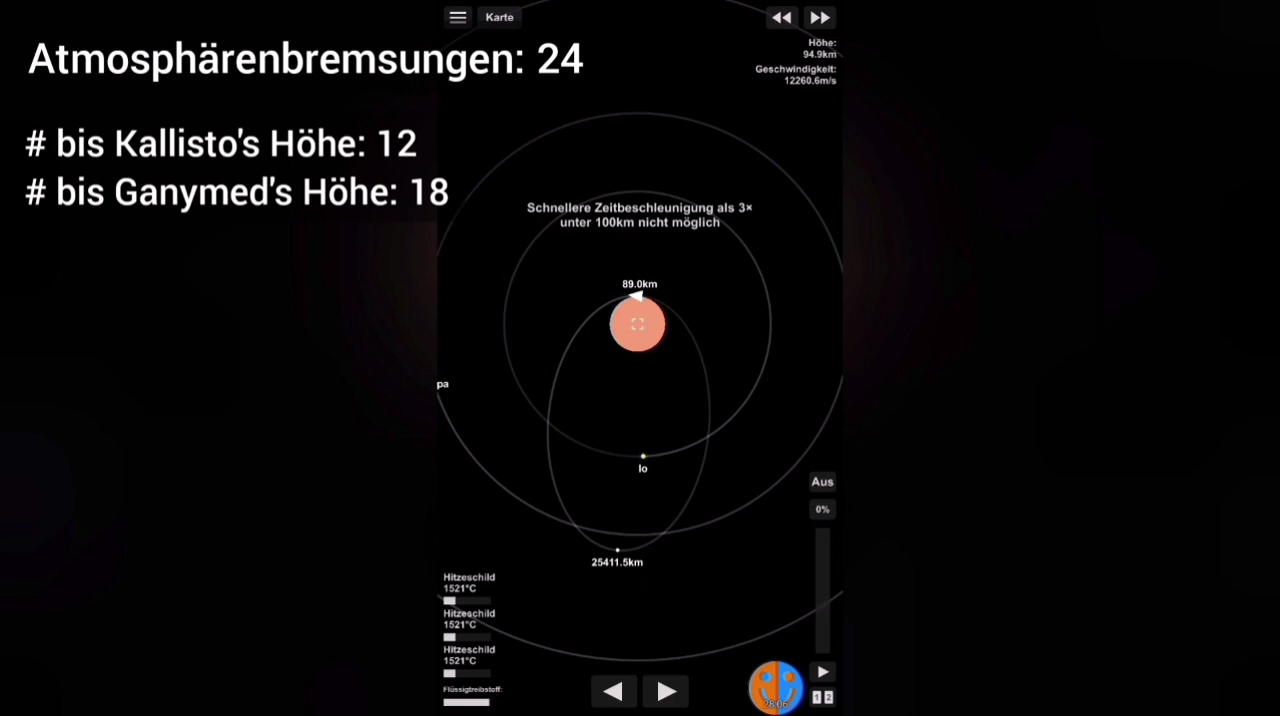 Karte
Höhe:
94.9km
Geschwindigkeit:
12260.6m/s
Atmosphärenbremsungen: 24
# bis Kallisto's Höhe: 12
# bis Ganymed's Höhe: 18
Schnellere Zeitbeschleunigung als 3×
unter 100km nicht möglich
89.0km
pa
Io
Aus
0%
25411.5km
Hitzeschild
1521°C
Hitzeschild
1521°C
Hitzeschild
1521°C
Flüssigtreibstoff:
28:06
1 2